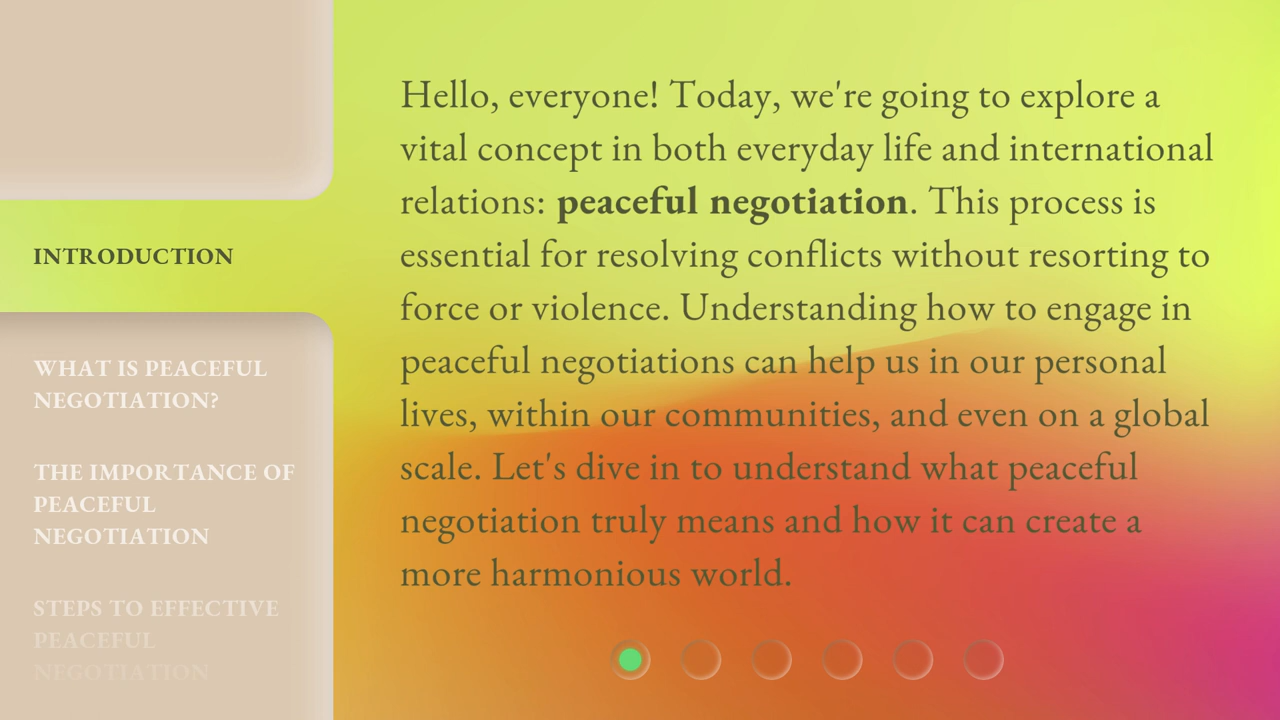 INTRODUCTION
WHAT IS PEACEFUL
NEGOTIATION?
THE IMPORTANCE OF
PEACEFUL
NEGOTIATION
STEPS TO EFFECTIVE
PEACEFUL
NEGOTIATION
Hello, everyone! Today, we're going to explore a
vital concept in both everyday life and international
relations: peaceful negotiation. This process is
essential for resolving conflicts without resorting to
force or violence. Understanding how to engage in
peaceful negotiations can help us in our personal
lives, within our communities, and even on a global
scale. Let's dive in to understand what peaceful
negotiation truly means and how it can create a
more harmonious world.